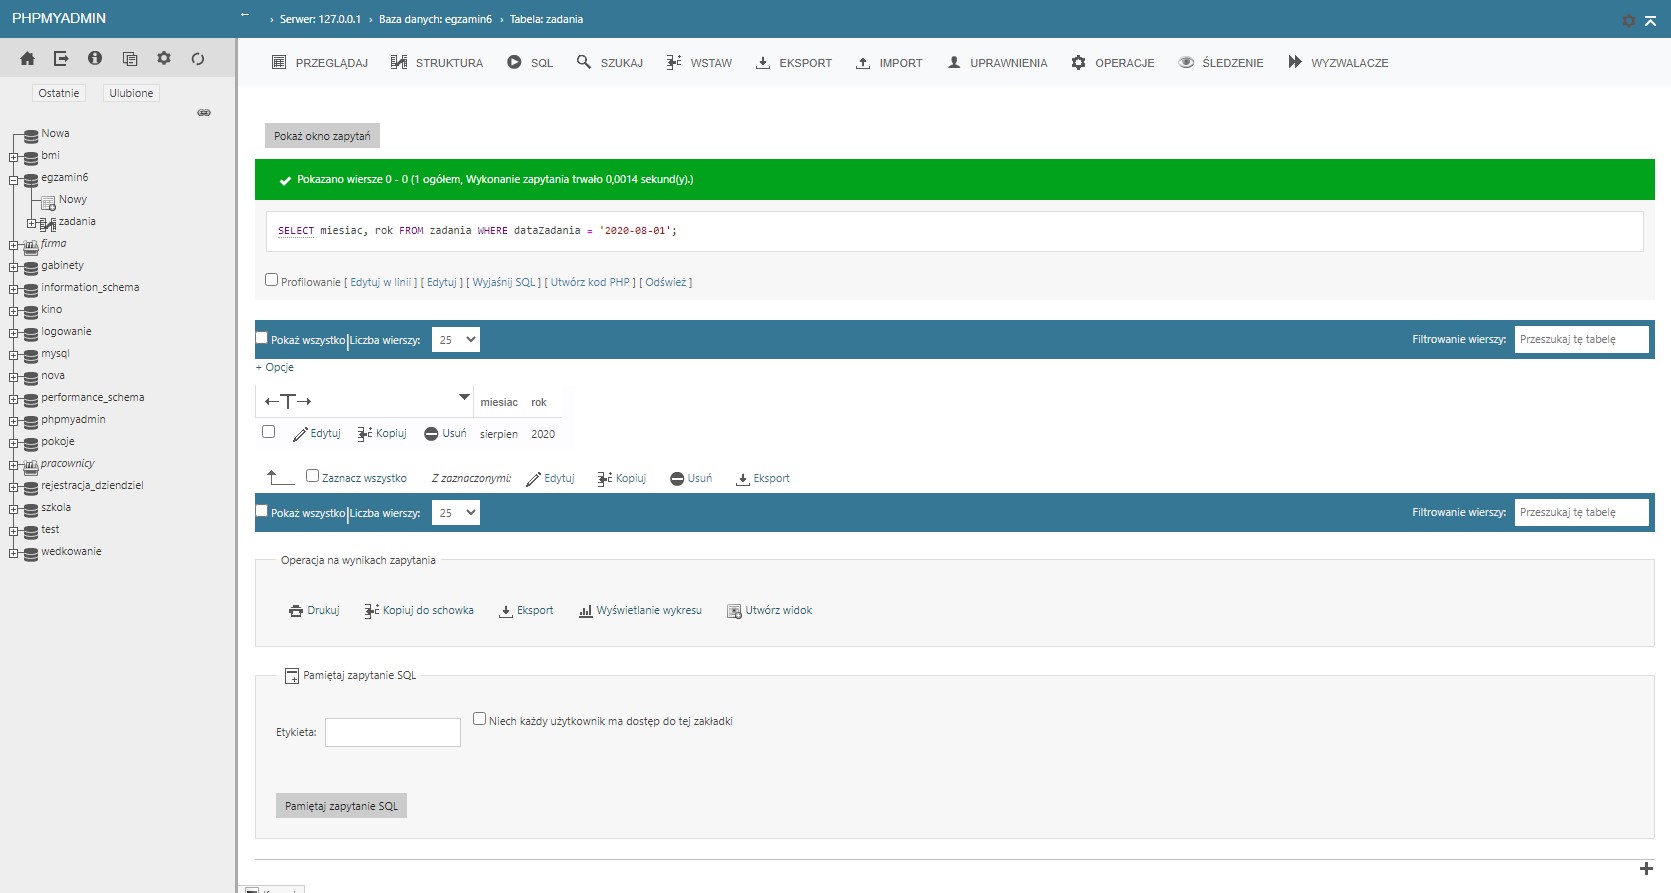 PHPMYADMIN
← › Serwer: 127.0.0.1 › Baza danych: egzamin6 › Tabela: zadania
PRZEGLĄDAJ STRUKTURA SQL SZUKAJ WSTAW EKSPORT IMPORT UPRAWNIENIA OPERACJE ŚLEDZENIE WYZWALACZE
Ostatnie Ulubione
Nowa
bmi
egzamin6
Nowy
zadania
firma
gabinety
information_schema
kino
logowanie
mysql
nova
performance_schema
phpmyadmin
pokoje
pracownicy
rejestracja_dziendziel
szkola
test
wedkowanie
Pokaż okno zapytań
Pokazano wiersze 0 - 0 (1 ogółem, Wykonanie zapytania trwało 0,0014 sekund(y).)
SELECT miesiac, rok FROM zadania WHERE dataZadania = '2020-08-01';
Profilowanie [ Edytuj w linii ] [ Edytuj ] [ Wyjaśnij SQL ] [ Utwórz kod PHP ] [ Odśwież ]
Pokaż wszystko | Liczba wierszy: 25 Filtrowanie wierszy: Przeszukaj tę tabelę
+ Opcje
←T→ miesiac rok
Edytuj Kopiuj Usuń sierpien 2020
Zaznacz wszystko Z zaznaczonymi: Edytuj Kopiuj Usuń Eksport
Pokaż wszystko | Liczba wierszy: 25 Filtrowanie wierszy: Przeszukaj tę tabelę
Operacja na wynikach zapytania
Drukuj Kopiuj do schowka Eksport Wyświetlanie wykresu Utwórz widok
Pamiętaj zapytanie SQL
Etykieta: Niech każdy użytkownik ma dostęp do tej zakładki
Pamiętaj zapytanie SQL